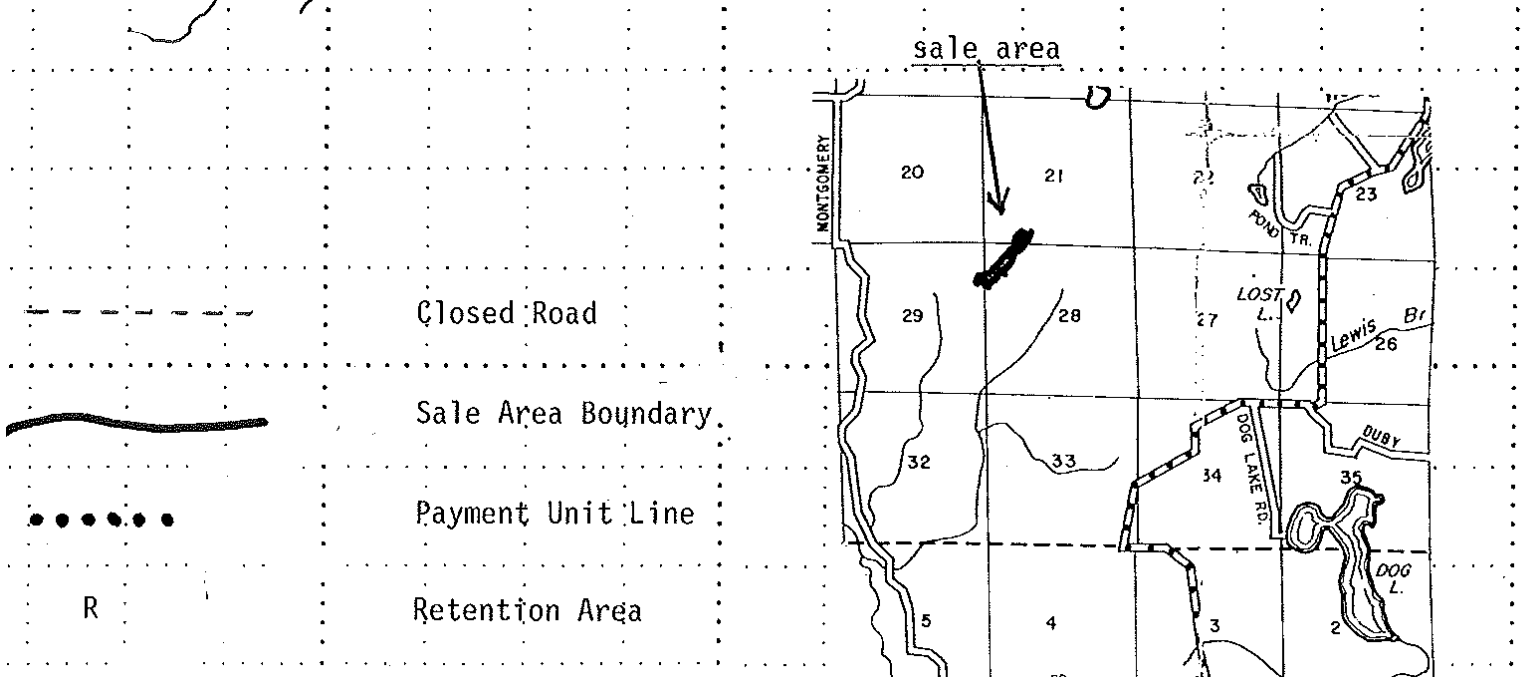 sale area
MONTGOMERY
20
21
22
23
POND TR.
Closed Road
29
28
27
LOST
L.
Lewis Br
26
Sale Area Boundary
DUBY
32
33
34
DOG LAKE RD.
35
Payment Unit Line
DOG
L.
R
Retention Area
5
4
3
2